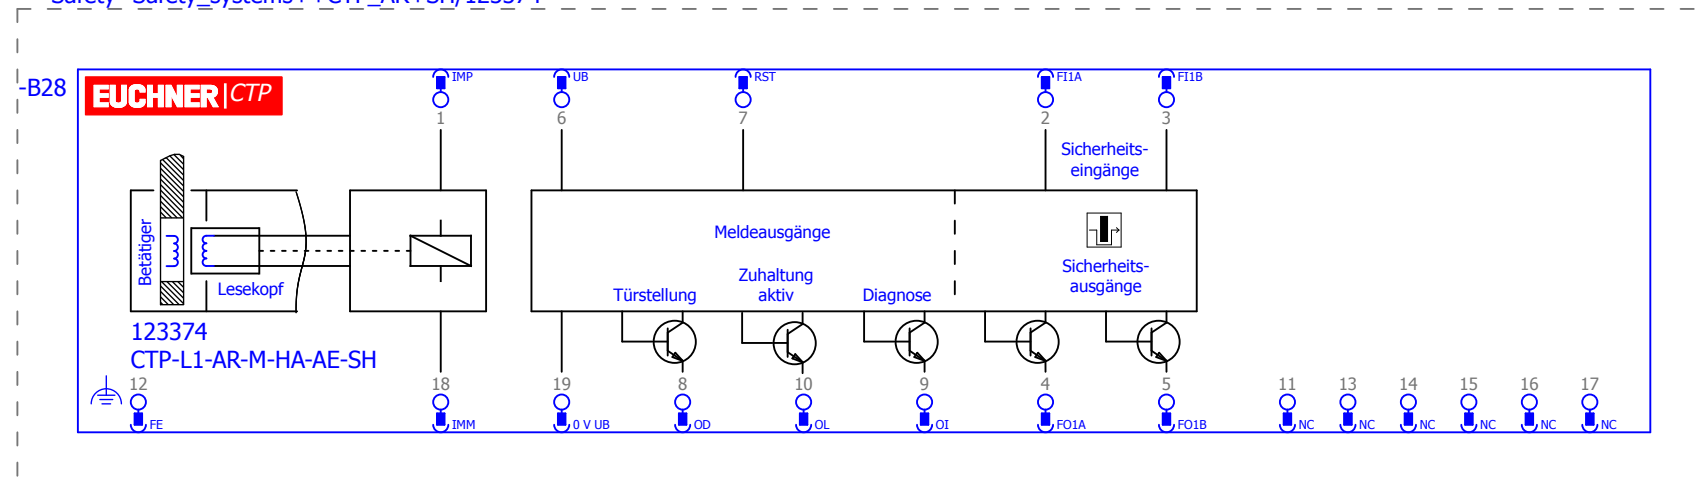 -B28
EUCHNER CTP
IMP
UB
RST
FI1A
FI1B
1
6
7
2
3
Sicherheits-
eingänge
Betätiger
Lesekopf
Meldeausgänge
Türstellung
Zuhaltung
aktiv
Diagnose
Sicherheits-
ausgänge
123374
CTP-L1-AR-M-HA-AE-SH
12
18
19
8
10
9
4
5
11
13
14
15
16
17
FE
IMM
0 V UB
OD
OL
OI
FO1A
FO1B
NC
NC
NC
NC
NC
NC